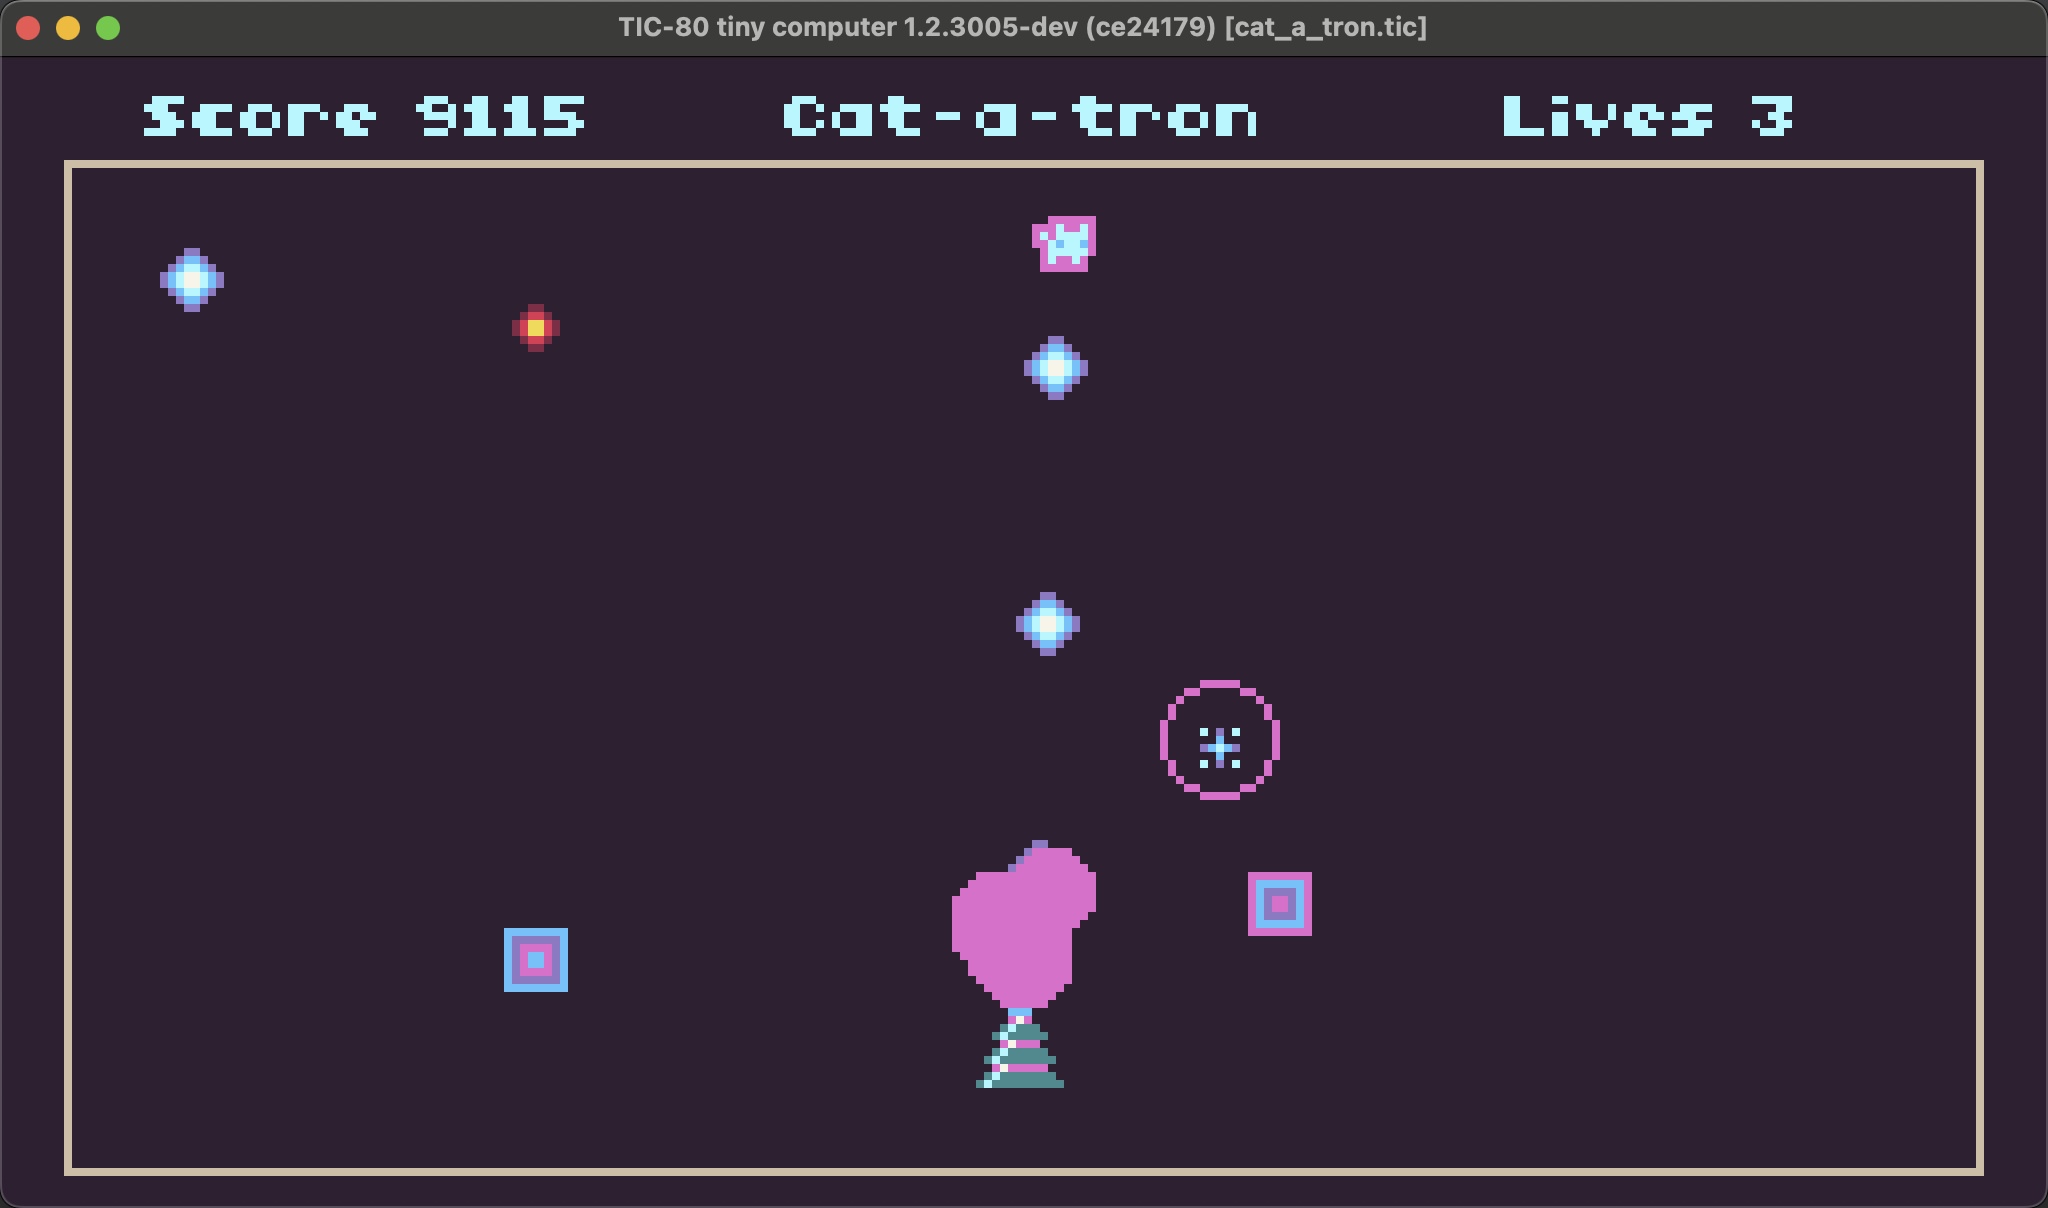 TIC-80 tiny computer 1.2.3005-dev (ce24179) [cat_a_tron.tic]
Score 9115 Cat-a-tron Lives 3